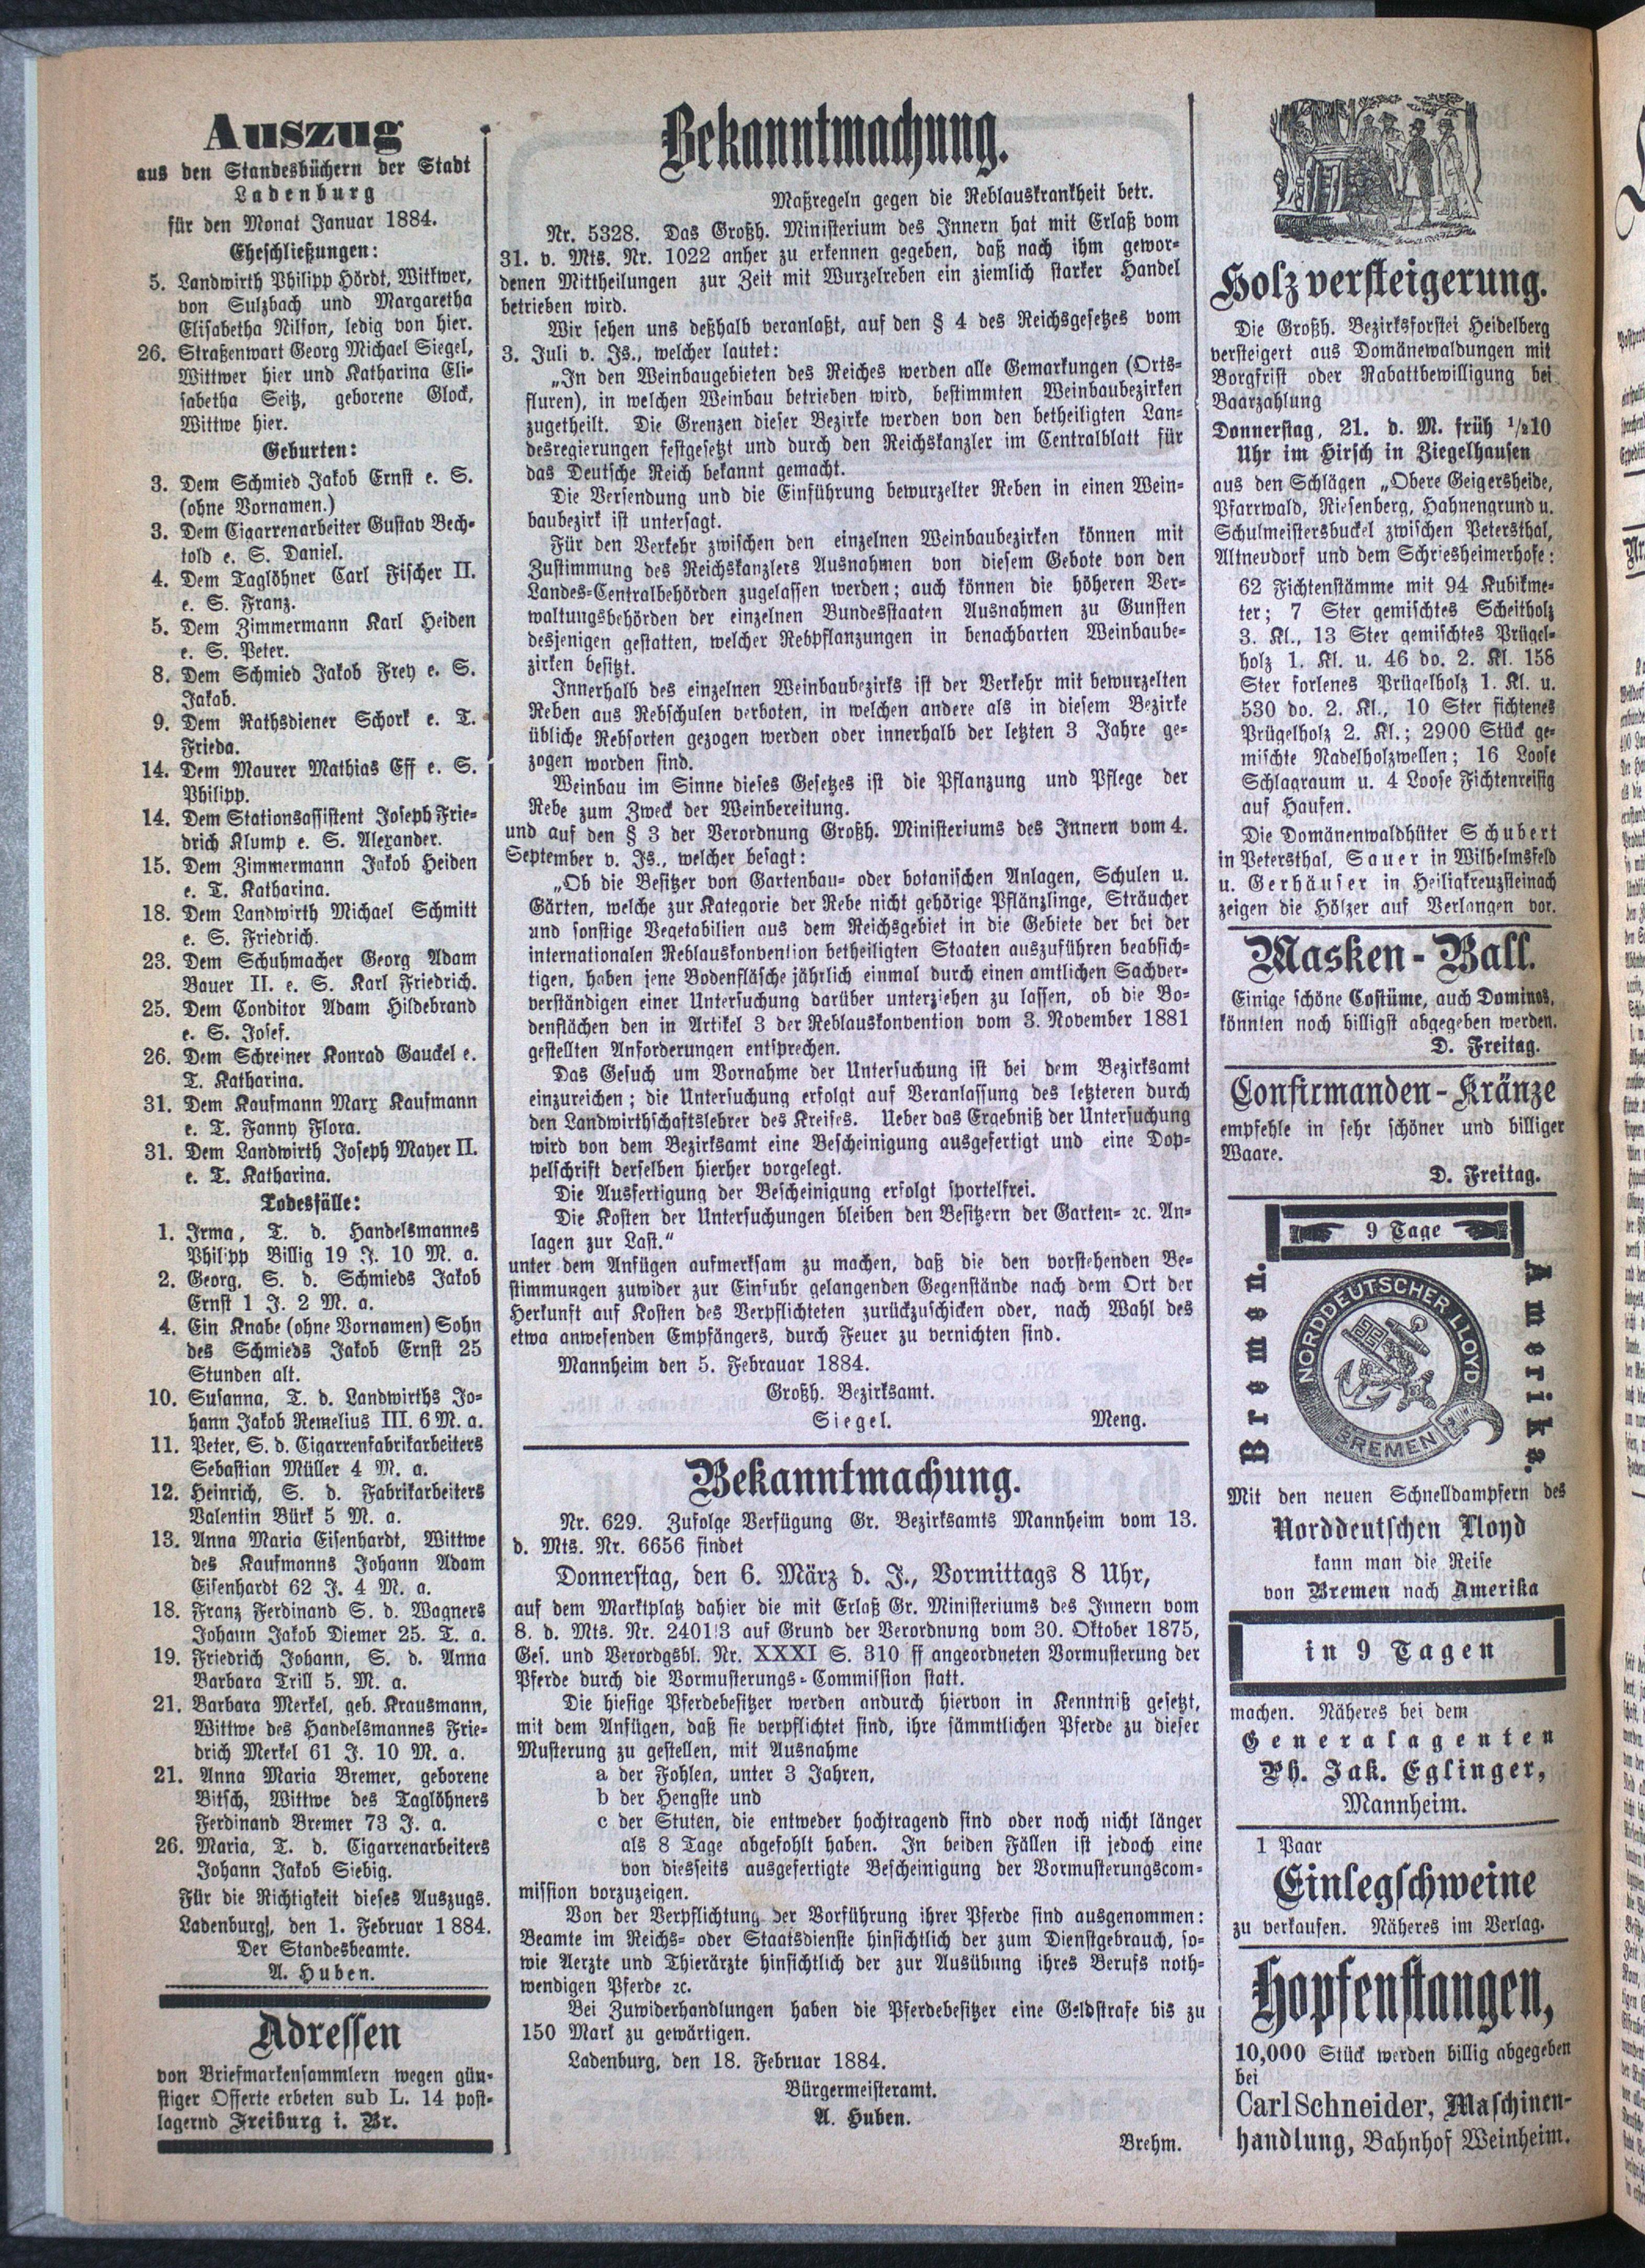 Auszug
aus den Standesbüchern der Stadt
Ladenburg
für den Monat Januar 1884.
Eheschließungen:
5. Landwirth Philipp Hördt, Wittwer,
von Sulzbach und Margaretha
Elisabetha Nilson, ledig von hier.
26. Straßenwart Georg Michael Siegel,
Wittwer hier und Katharina Eli-
sabetha Seitz, geborene Glock,
Wittwe hier.
Geburten:
3. Dem Schmied Jakob Ernst e. S.
(ohne Vornamen.)
3. Dem Cigarrenarbeiter Gustav Bech-
told e. S. Daniel.
4. Dem Taglöhner Carl Fischer II.
e. S. Franz.
5. Dem Zimmermann Karl Heiden
e. S. Peter.
8. Dem Schmied Jakob Frey e. S.
Jakob.
9. Dem Rathsdiener Schork e. T.
Frieda.
14. Dem Maurer Mathias Eff e. S.
Philipp.
14. Dem Stationsassistent Joseph Frie-
drich Klump e. S. Alexander.
15. Dem Zimmermann Jakob Heiden
e. T. Katharina.
18. Dem Landwirth Michael Schmitt
e. S. Friedrich.
23. Dem Schuhmacher Georg Adam
Bauer II. e. S. Karl Friedrich.
25. Dem Conditor Adam Hildebrand
e. S. Josef.
26. Dem Schreiner Konrad Gauckel e.
T. Katharina.
31. Dem Kaufmann Marx Kaufmann
e. T. Fanny Flora.
31. Dem Landwirth Joseph Mayer II.
e. T. Katharina.
Todesfälle:
1. Irma, T. d. Handelsmannes
Philipp Billig 19 J. 10 M. a.
2. Georg, S. d. Schmieds Jakob
Ernst 1 J. 2 M. a.
4. Ein Knabe (ohne Vornamen) Sohn
des Schmieds Jakob Ernst 25
Stunden alt.
10. Susanna, T. d. Landwirths Jo-
hann Jakob Remelius III. 6 M. a.
11. Peter, S. d. Cigarrenfabrikarbeiters
Sebastian Müller 4 M. a.
12. Heinrich, S. d. Fabrikarbeiters
Valentin Bürk 5 M. a.
13. Anna Maria Eisenhardt, Wittwe
des Kaufmanns Johann Adam
Eisenhardt 62 J. 4 M. a.
18. Franz Ferdinand S. d. Wagners
Johann Jakob Diemer 25. T. a.
19. Friedrich Johann, S. d. Anna
Barbara Trill 5. M. a.
21. Barbara Merkel, geb. Krausmann,
Wittwe des Handelsmannes Frie-
drich Merkel 61 J. 10 M. a.
21. Anna Maria Bremer, geborene
Bitsch, Wittwe des Taglöhners
Ferdinand Bremer 73 J. a.
26. Maria, T. d. Cigarrenarbeiters
Johann Jakob Siebig.
Für die Richtigkeit dieses Auszugs.
Ladenburg, den 1. Februar 1884.
Der Standesbeamte.
A. Huben.
Adressen
von Briefmarkensammlern wegen gün-
stiger Offerte erbeten sub L. 14 post-
lagernd Freiburg i. Br.
Bekanntmachung.
Maßregeln gegen die Reblauskrankheit betr.
Nr. 5328. Das Großh. Ministerium des Innern hat mit Erlaß vom
31. v. Mts. Nr. 1022 anher zu erkennen gegeben, daß nach ihm gewor-
denen Mittheilungen zur Zeit mit Wurzelreben ein ziemlich starker Handel
betrieben wird.
Wir sehen uns deßhalb veranlaßt, auf den § 4 des Reichsgesetzes vom
3. Juli v. Js., welcher lautet:
„In den Weinbaugebieten des Reiches werden alle Gemarkungen (Orts-
fluren), in welchen Weinbau betrieben wird, bestimmten Weinbaubezirken
zugetheilt. Die Grenzen dieser Bezirke werden von den betheiligten Lan-
desregierungen festgesetzt und durch den Reichskanzler im Centralblatt für
das Deutsche Reich bekannt gemacht.
Die Versendung und die Einführung bewurzelter Reben in einen Wein-
baubezirk ist untersagt.
Für den Verkehr zwischen den einzelnen Weinbaubezirken können mit
Zustimmung des Reichskanzlers Ausnahmen von diesem Gebote von den
Landes-Centralbehörden zugelassen werden; auch können die höheren Ver-
waltungsbehörden der einzelnen Bundesstaaten Ausnahmen zu Gunsten
desjenigen gestatten, welcher Rebpflanzungen in benachbarten Weinbaube-
zirken besitzt.
Innerhalb des einzelnen Weinbaubezirks ist der Verkehr mit bewurzelten
Reben aus Rebschulen verboten, in welchen andere als in diesem Bezirke
übliche Rebsorten gezogen werden oder innerhalb der letzten 3 Jahre ge-
zogen worden sind.
Weinbau im Sinne dieses Gesetzes ist die Pflanzung und Pflege der
Rebe zum Zweck der Weinbereitung.
und auf den § 3 der Verordnung Großh. Ministeriums des Innern vom 4.
September v. Js., welcher besagt:
„Ob die Besitzer von Gartenbau- oder botanischen Anlagen, Schulen u.
Gärten, welche zur Kategorie der Rebe nicht gehörige Pflänzlinge, Sträucher
und sonstige Vegetabilien aus dem Reichsgebiet in die Gebiete der bei der
internationalen Reblauskonvention betheiligten Staaten auszuführen beabsich-
tigen, haben jene Bodenfläsche jährlich einmal durch einen amtlichen Sachver-
verständigen einer Untersuchung darüber unterziehen zu lassen, ob die Bo-
denflächen den in Artikel 3 der Reblauskonvention vom 3. November 1881
gestellten Anforderungen entsprechen.
Das Gesuch um Vornahme der Untersuchung ist bei dem Bezirksamt
einzureichen; die Untersuchung erfolgt auf Veranlassung des letzteren durch
den Landwirthschaftslehrer des Kreises. Ueber das Ergebniß der Untersuchung
wird von dem Bezirksamt eine Bescheinigung ausgefertigt und eine Dop-
pelschrift derselben hierher vorgelegt.
Die Ausfertigung der Bescheinigung erfolgt sportelfrei.
Die Kosten der Untersuchungen bleiben den Besitzern der Garten- ꝛc. An-
lagen zur Last.“
unter dem Anfügen aufmerksam zu machen, daß die den vorstehenden Be-
stimmungen zuwider zur Einfuhr gelangenden Gegenstände nach dem Ort der
Herkunft auf Kosten des Verpflichteten zurückzuschicken oder, nach Wahl des
etwa anwesenden Empfängers, durch Feuer zu vernichten sind.
Mannheim den 5. Febrauar 1884.
Großh. Bezirksamt.
Siegel. Meng.
Bekanntmachung.
Nr. 629. Zufolge Verfügung Gr. Bezirksamts Mannheim vom 13.
d. Mts. Nr. 6656 findet
Donnerstag, den 6. März d. J., Vormittags 8 Uhr,
auf dem Marktplatz dahier die mit Erlaß Gr. Ministeriums des Innern vom
8. d. Mts. Nr. 2401|3 auf Grund der Verordnung vom 30. Oktober 1875,
Ges. und Verordgsbl. Nr. XXXI S. 310 ff angeordneten Vormusterung der
Pferde durch die Vormusterungs-Commission statt.
Die hiesige Pferdebesitzer werden andurch hiervon in Kenntniß gesetzt,
mit dem Anfügen, daß sie verpflichtet sind, ihre sämmtlichen Pferde zu dieser
Musterung zu gestellen, mit Ausnahme
a der Fohlen, unter 3 Jahren,
b der Hengste und
c der Stuten, die entweder hochtragend sind oder noch nicht länger
als 8 Tage abgefohlt haben. In beiden Fällen ist jedoch eine
von diesseits ausgefertigte Bescheinigung der Vormusterungscom-
mission vorzuzeigen.
Von der Verpflichtung der Vorführung ihrer Pferde sind ausgenommen:
Beamte im Reichs- oder Staatsdienste hinsichtlich der zum Dienstgebrauch, so-
wie Aerzte und Thierärzte hinsichtlich der zur Ausübung ihres Berufs noth-
wendigen Pferde ꝛc.
Bei Zuwiderhandlungen haben die Pferdebesitzer eine Geldstrafe bis zu
150 Mark zu gewärtigen.
Ladenburg, den 18. Februar 1884.
Bürgermeisteramt.
A. Huben.
Brehm.
Holzversteigerung.
Die Großh. Bezirksforstei Heidelberg
versteigert aus Domänewaldungen mit
Borgfrist oder Rabattbewilligung bei
Baarzahlung
Donnerstag, 21. d. M. früh 1/210
Uhr im Hirsch in Ziegelhausen
aus den Schlägen „Obere Geigersheide,
Pfarrwald, Riesenberg, Hahnengrund u.
Schulmeistersbuckel zwischen Petersthal,
Altneudorf und dem Schriesheimerhofe:
62 Fichtenstämme mit 94 Kubikme-
ter; 7 Ster gemischtes Scheitholz
3. Kl., 13 Ster gemischtes Prügel-
holz 1. Kl. u. 46 do. 2. Kl. 158
Ster forlenes Prügelholz 1. Kl. u.
530 do. 2. Kl., 10 Ster fichtenes
Prügelholz 2. Kl.; 2900 Stück ge-
mischte Nadelholzwellen; 16 Loose
Schlagraum u. 4 Loose Fichtenreisig
auf Haufen.
Die Domänenwaldhüter Schubert
in Petersthal, Sauer in Wilhelmsfeld
u. Gerhäuser in Heiligkreuzsteinach
zeigen die Hölzer auf Verlangen vor.
Masken-Ball.
Einige schöne Costüme, auch Dominos,
könnten noch billigst abgegeben werden.
D. Freitag.
Confirmanden-Kränze
empfehle in sehr schöner und billiger
Waare.
D. Freitag.
9 Tage
Bremen.
NORDDEUTSCHER LLOYD
BREMEN
Amerika.
Mit den neuen Schnelldampfern des
Norddeutschen Lloyd
kann man die Reise
von Bremen nach Amerika
in 9 Tagen
machen. Näheres bei dem
Generalagenten
Ph. Jak. Eglinger,
Mannheim.
1 Paar
Einlegschweine
zu verkaufen. Näheres im Verlag.
Hopfenstangen,
10,000 Stück werden billig abgegeben
bei
Carl Schneider, Maschinen-
handlung, Bahnhof Weinheim.